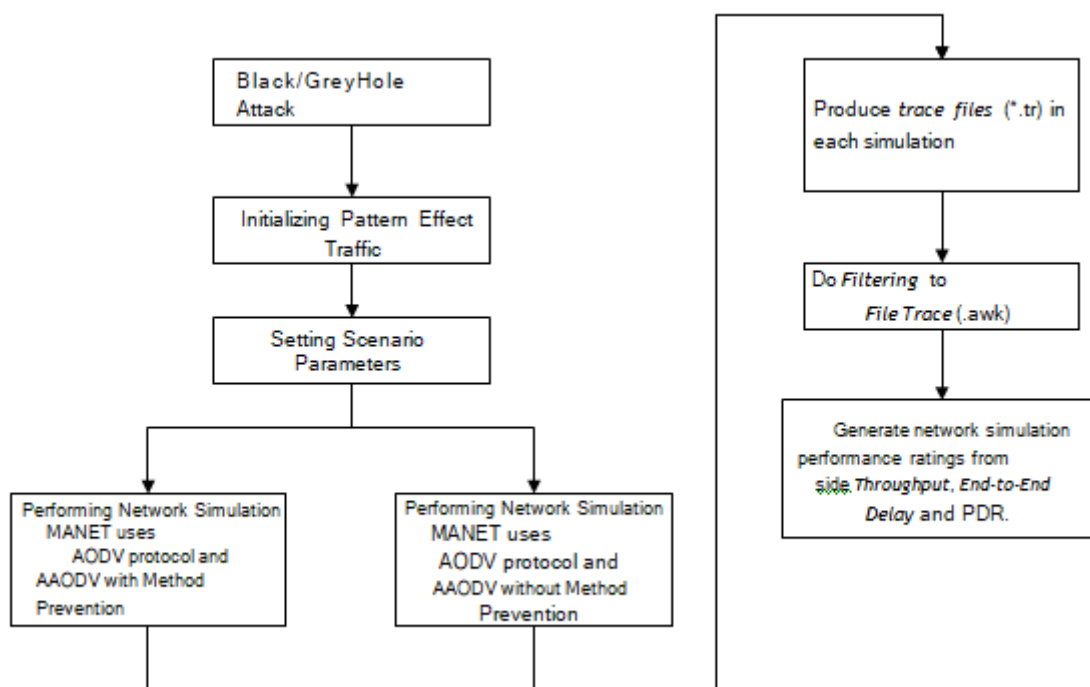 Black/GreyHole
Attack
Initializing Pattern Effect
Traffic
Setting Scenario
Parameters
Performing Network Simulation
MANET uses
AODV protocol and
AAODV with Method
Prevention
Performing Network Simulation
MANET uses
AODV protocol and
AAODV without Method
Prevention
Produce trace files (*.tr) in
each simulation
Do Filtering to
File Trace (.awk)
Generate network simulation
performance ratings from
side Throughput, End-to-End
Delay and PDR.